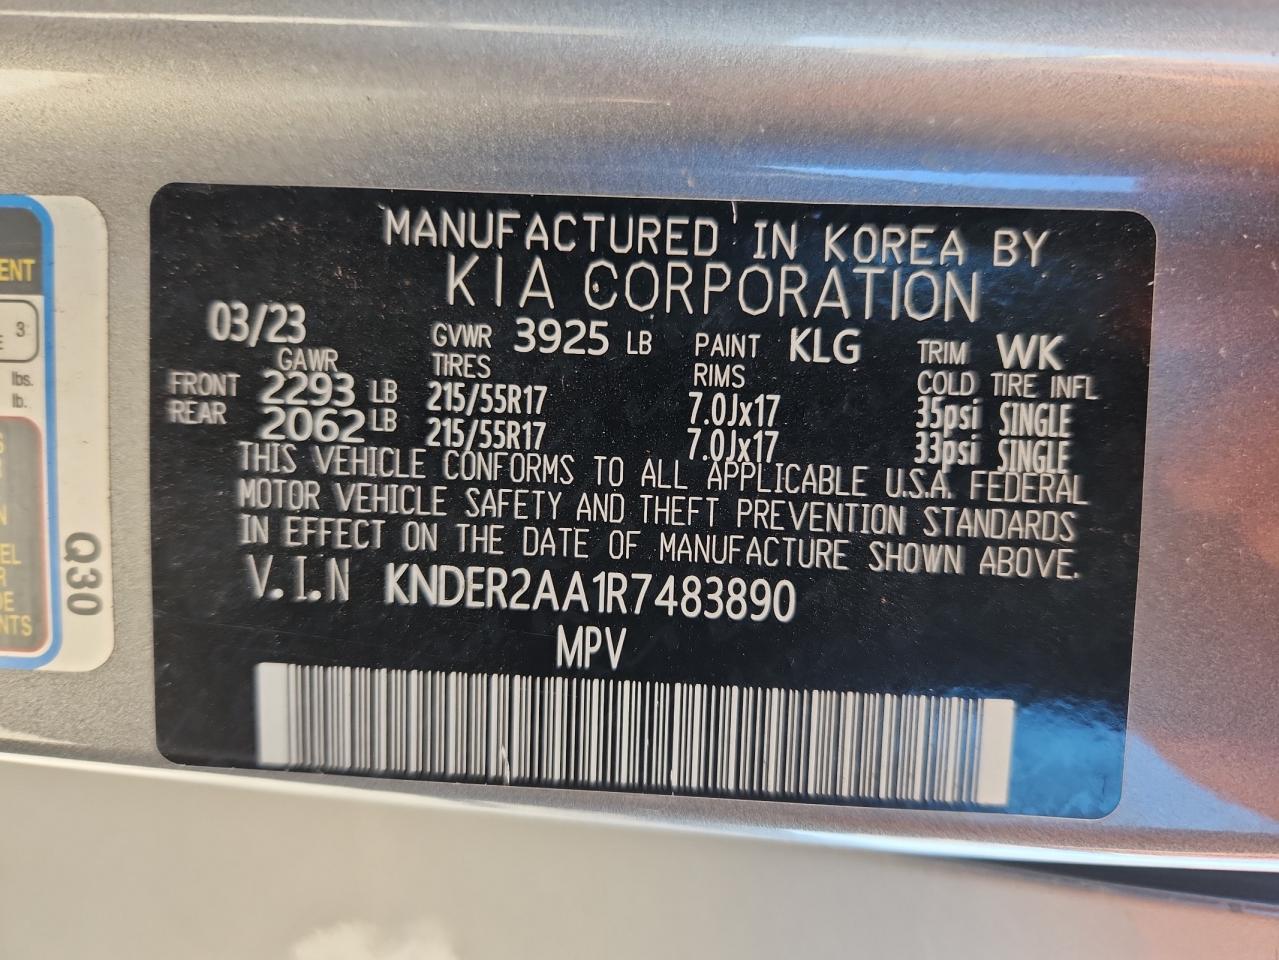 MANUFACTURED IN KOREA BY
KIA CORPORATION
03/23 GVWR 3925 LB PAINT KLG TRIM WK
GAWR TIRES RIMS COLD TIRE INFL
FRONT 2293 LB 215/55R17 7.0Jx17 35psi SINGLE
REAR 2062 LB 215/55R17 7.0Jx17 33psi SINGLE
THIS VEHICLE CONFORMS TO ALL APPLICABLE U.S.A. FEDERAL
MOTOR VEHICLE SAFETY AND THEFT PREVENTION STANDARDS
IN EFFECT ON THE DATE OF MANUFACTURE SHOWN ABOVE.
V.I.N KNDER2AA1R7483890
MPV
3
lbs.
lb.
Q30